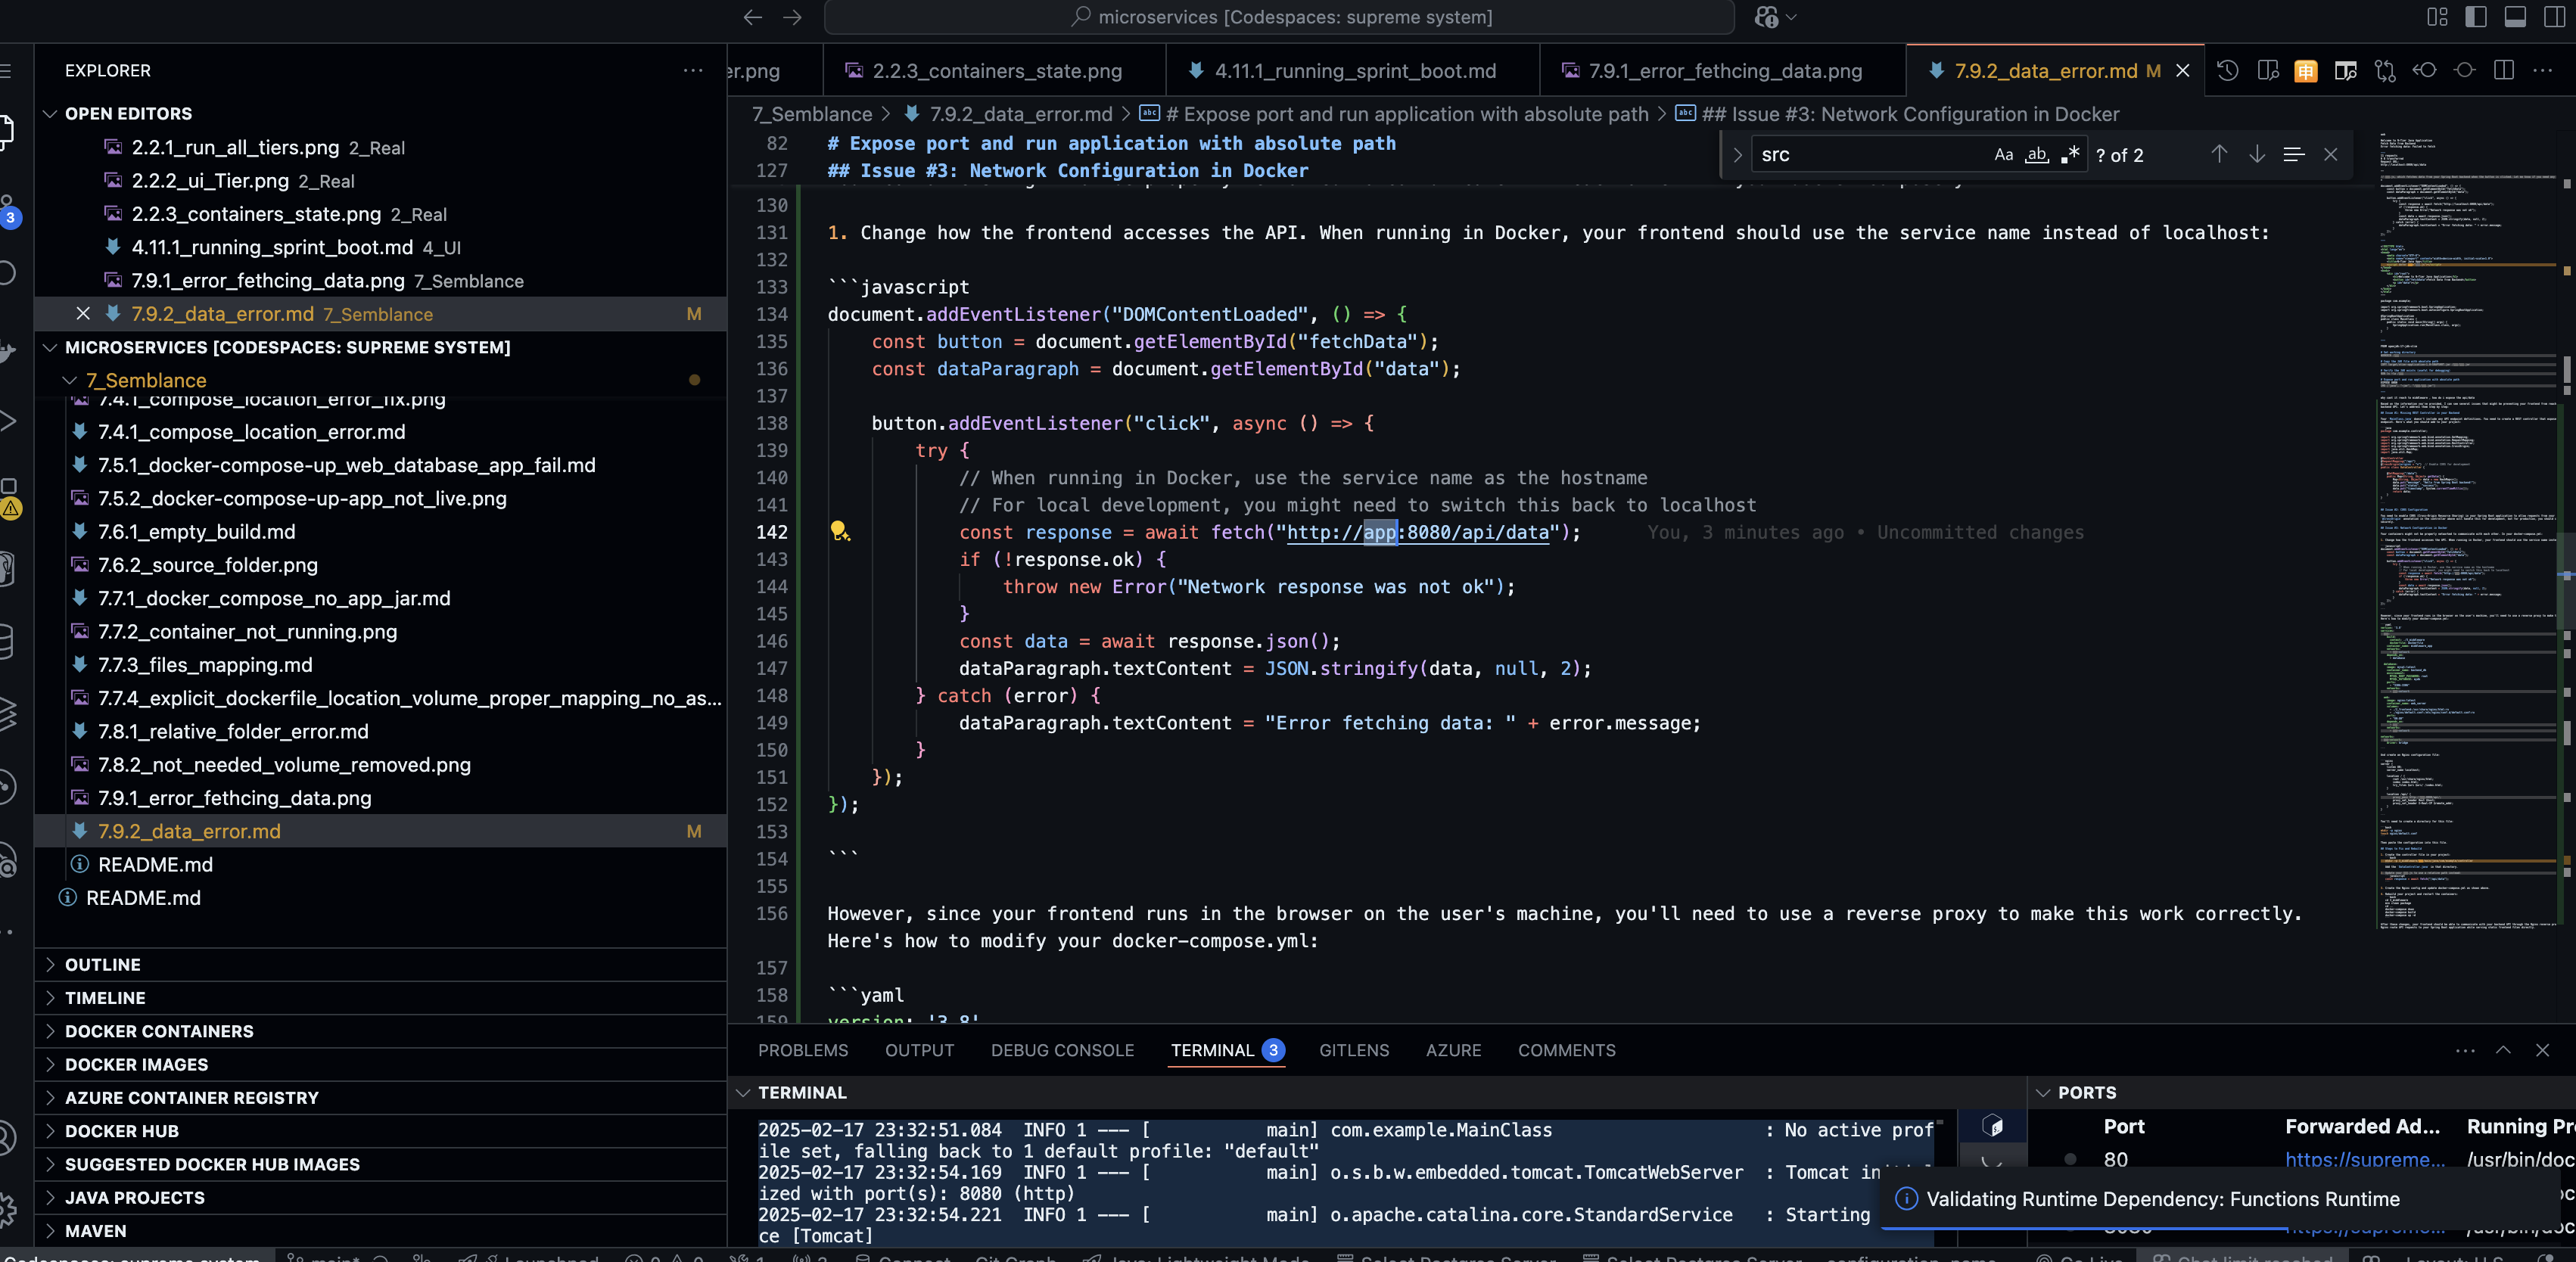 microservices [Codespaces: supreme system]
EXPLORER
er.png
2.2.3_containers_state.png
4.11.1_running_sprint_boot.md
7.9.1_error_fethcing_data.png
7.9.2_data_error.md M
OPEN EDITORS
2.2.1_run_all_tiers.png 2_Real
2.2.2_ui_Tier.png 2_Real
2.2.3_containers_state.png 2_Real
4.11.1_running_sprint_boot.md 4_UI
7.9.1_error_fethcing_data.png 7_Semblance
7.9.2_data_error.md 7_Semblance M
3
MICROSERVICES [CODESPACES: SUPREME SYSTEM]
7_Semblance
7.4.1_compose_location_error_fix.png
7.4.1_compose_location_error.md
7.5.1_docker-compose-up_web_database_app_fail.md
7.5.2_docker-compose-up-app_not_live.png
7.6.1_empty_build.md
7.6.2_source_folder.png
7.7.1_docker_compose_no_app_jar.md
7.7.2_container_not_running.png
7.7.3_files_mapping.md
7.7.4_explicit_dockerfile_location_volume_proper_mapping_no_as...
7.8.1_relative_folder_error.md
7.8.2_not_needed_volume_removed.png
7.9.1_error_fethcing_data.png
7.9.2_data_error.md M
README.md
README.md
OUTLINE
TIMELINE
DOCKER CONTAINERS
DOCKER IMAGES
AZURE CONTAINER REGISTRY
DOCKER HUB
SUGGESTED DOCKER HUB IMAGES
JAVA PROJECTS
MAVEN
7_Semblance > 7.9.2_data_error.md > # Expose port and run application with absolute path > ## Issue #3: Network Configuration in Docker
src Aa ab .* ? of 2
82 # Expose port and run application with absolute path
127 ## Issue #3: Network Configuration in Docker
130
131 1. Change how the frontend accesses the API. When running in Docker, your frontend should use the service name instead of localhost:
132
133 ```javascript
134 document.addEventListener("DOMContentLoaded", () => {
135 const button = document.getElementById("fetchData");
136 const dataParagraph = document.getElementById("data");
137
138 button.addEventListener("click", async () => {
139 try {
140 // When running in Docker, use the service name as the hostname
141 // For local development, you might need to switch this back to localhost
142 const response = await fetch("http://app:8080/api/data"); You, 3 minutes ago • Uncommitted changes
143 if (!response.ok) {
144 throw new Error("Network response was not ok");
145 }
146 const data = await response.json();
147 dataParagraph.textContent = JSON.stringify(data, null, 2);
148 } catch (error) {
149 dataParagraph.textContent = "Error fetching data: " + error.message;
150 }
151 });
152 });
153
154 ```
155
156 However, since your frontend runs in the browser on the user's machine, you'll need to use a reverse proxy to make this work correctly.
Here's how to modify your docker-compose.yml:
157
158 ```yaml
159 version: '3.8'
PROBLEMS OUTPUT DEBUG CONSOLE TERMINAL 3 GITLENS AZURE COMMENTS
TERMINAL
2025-02-17 23:32:51.084 INFO 1 --- [ main] com.example.MainClass : No active prof
ile set, falling back to 1 default profile: "default"
2025-02-17 23:32:54.169 INFO 1 --- [ main] o.s.b.w.embedded.tomcat.TomcatWebServer : Tomcat
ized with port(s): 8080 (http)
2025-02-17 23:32:54.221 INFO 1 --- [ main] o.apache.catalina.core.StandardService : Starting
ce [Tomcat]
PORTS
Port Forwarded Ad... Running Pr
80 https://supreme... /usr/bin/doc
Validating Runtime Dependency: Functions Runtime